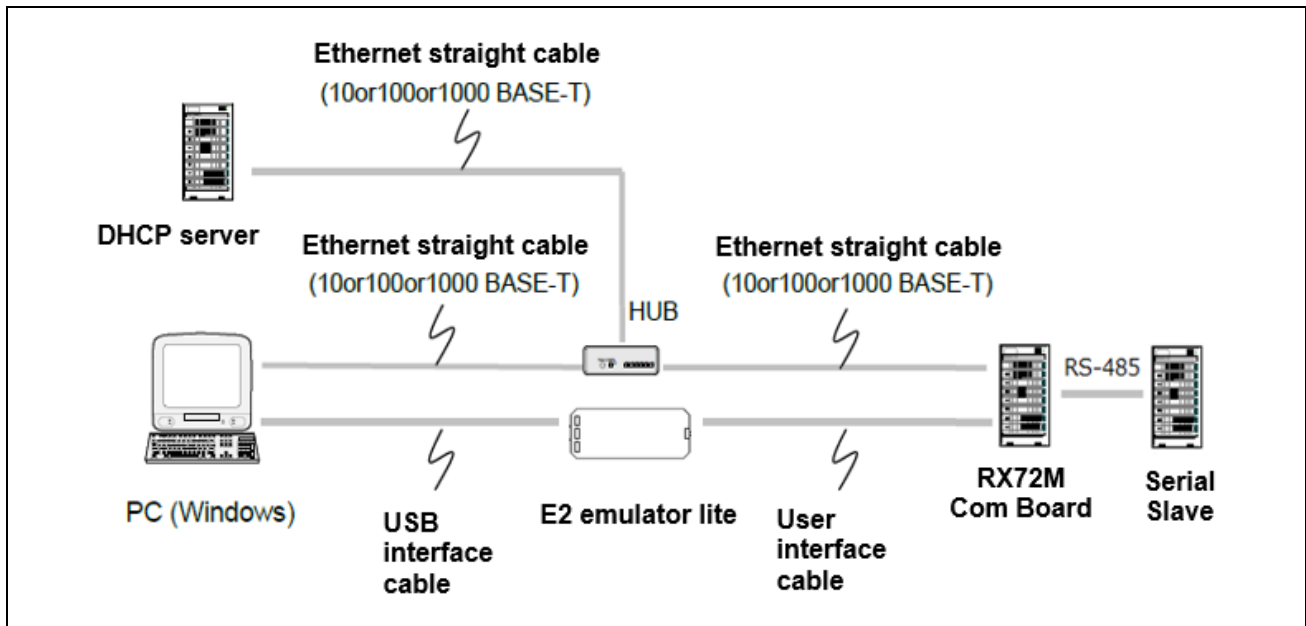 Ethernet straight cable
(10or100or1000 BASE-T)
DHCP server
Ethernet straight cable
(10or100or1000 BASE-T)
Ethernet straight cable
(10or100or1000 BASE-T)
HUB
RS-485
PC (Windows)
USB
interface
cable
E2 emulator lite
User
interface
cable
RX72M
Com Board
Serial
Slave